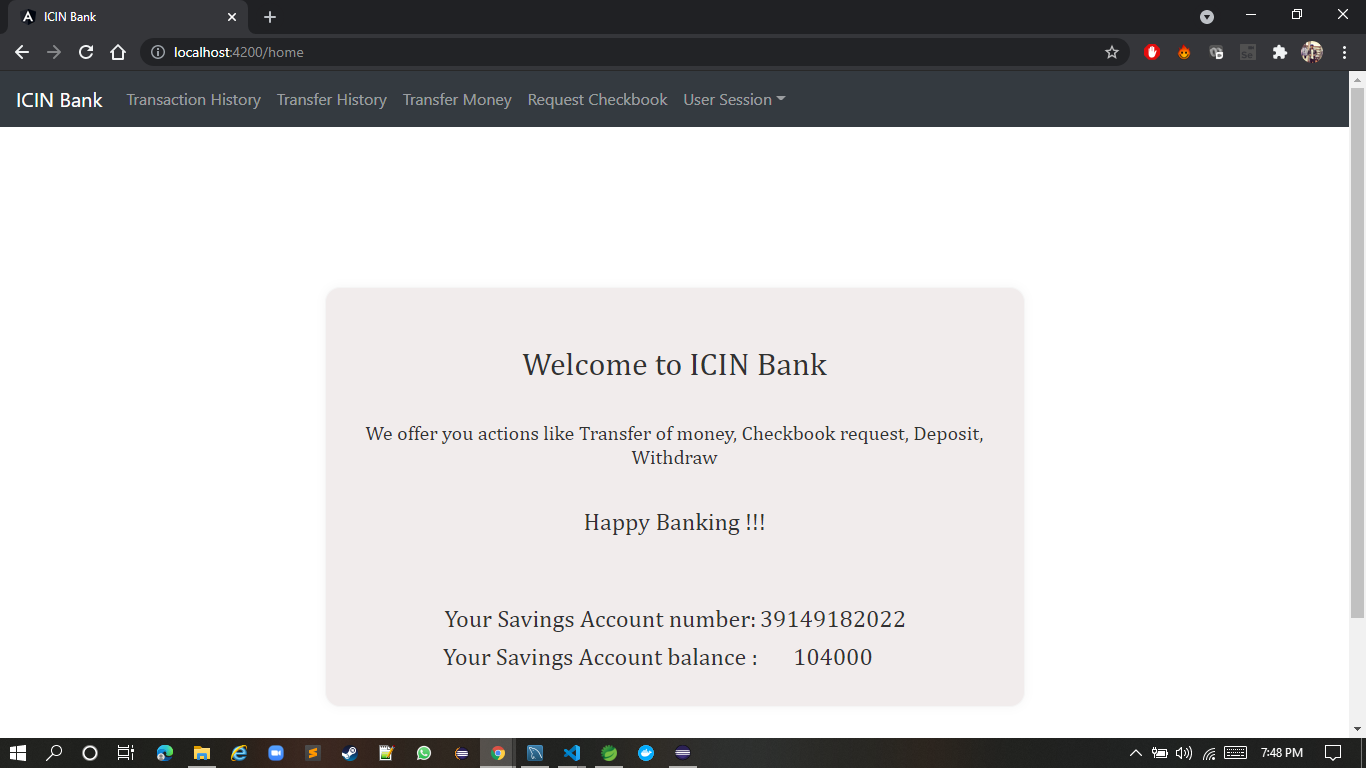 ICIN Bank
localhost:4200/home
ICIN Bank Transaction History Transfer History Transfer Money Request Checkbook User Session
Welcome to ICIN Bank
We offer you actions like Transfer of money, Checkbook request, Deposit,
Withdraw
Happy Banking !!!
Your Savings Account number: 39149182022
Your Savings Account balance : 104000
7:48 PM